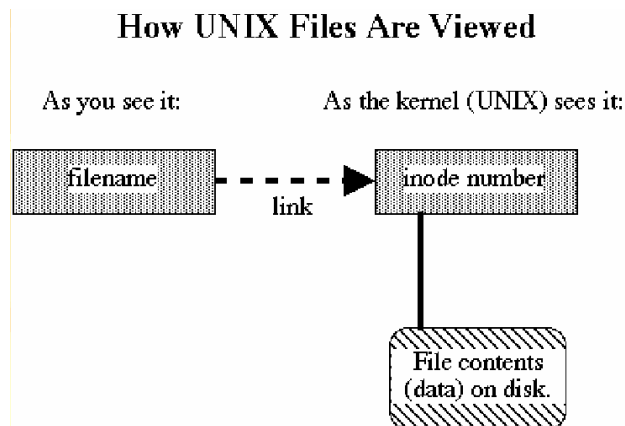 How UNIX Files Are Viewed
As you see it:
As the kernel (UNIX) sees it:
filename
link
inode number
File contents
(data) on disk.